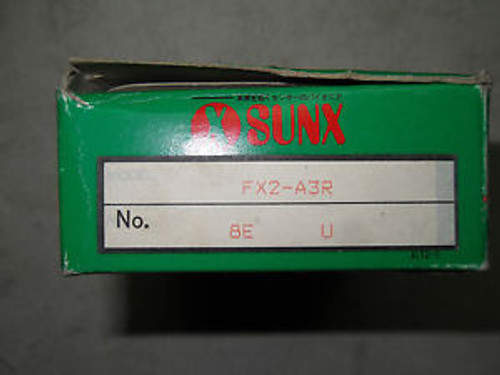 SUNX
FX2-A3R
No. 8E U